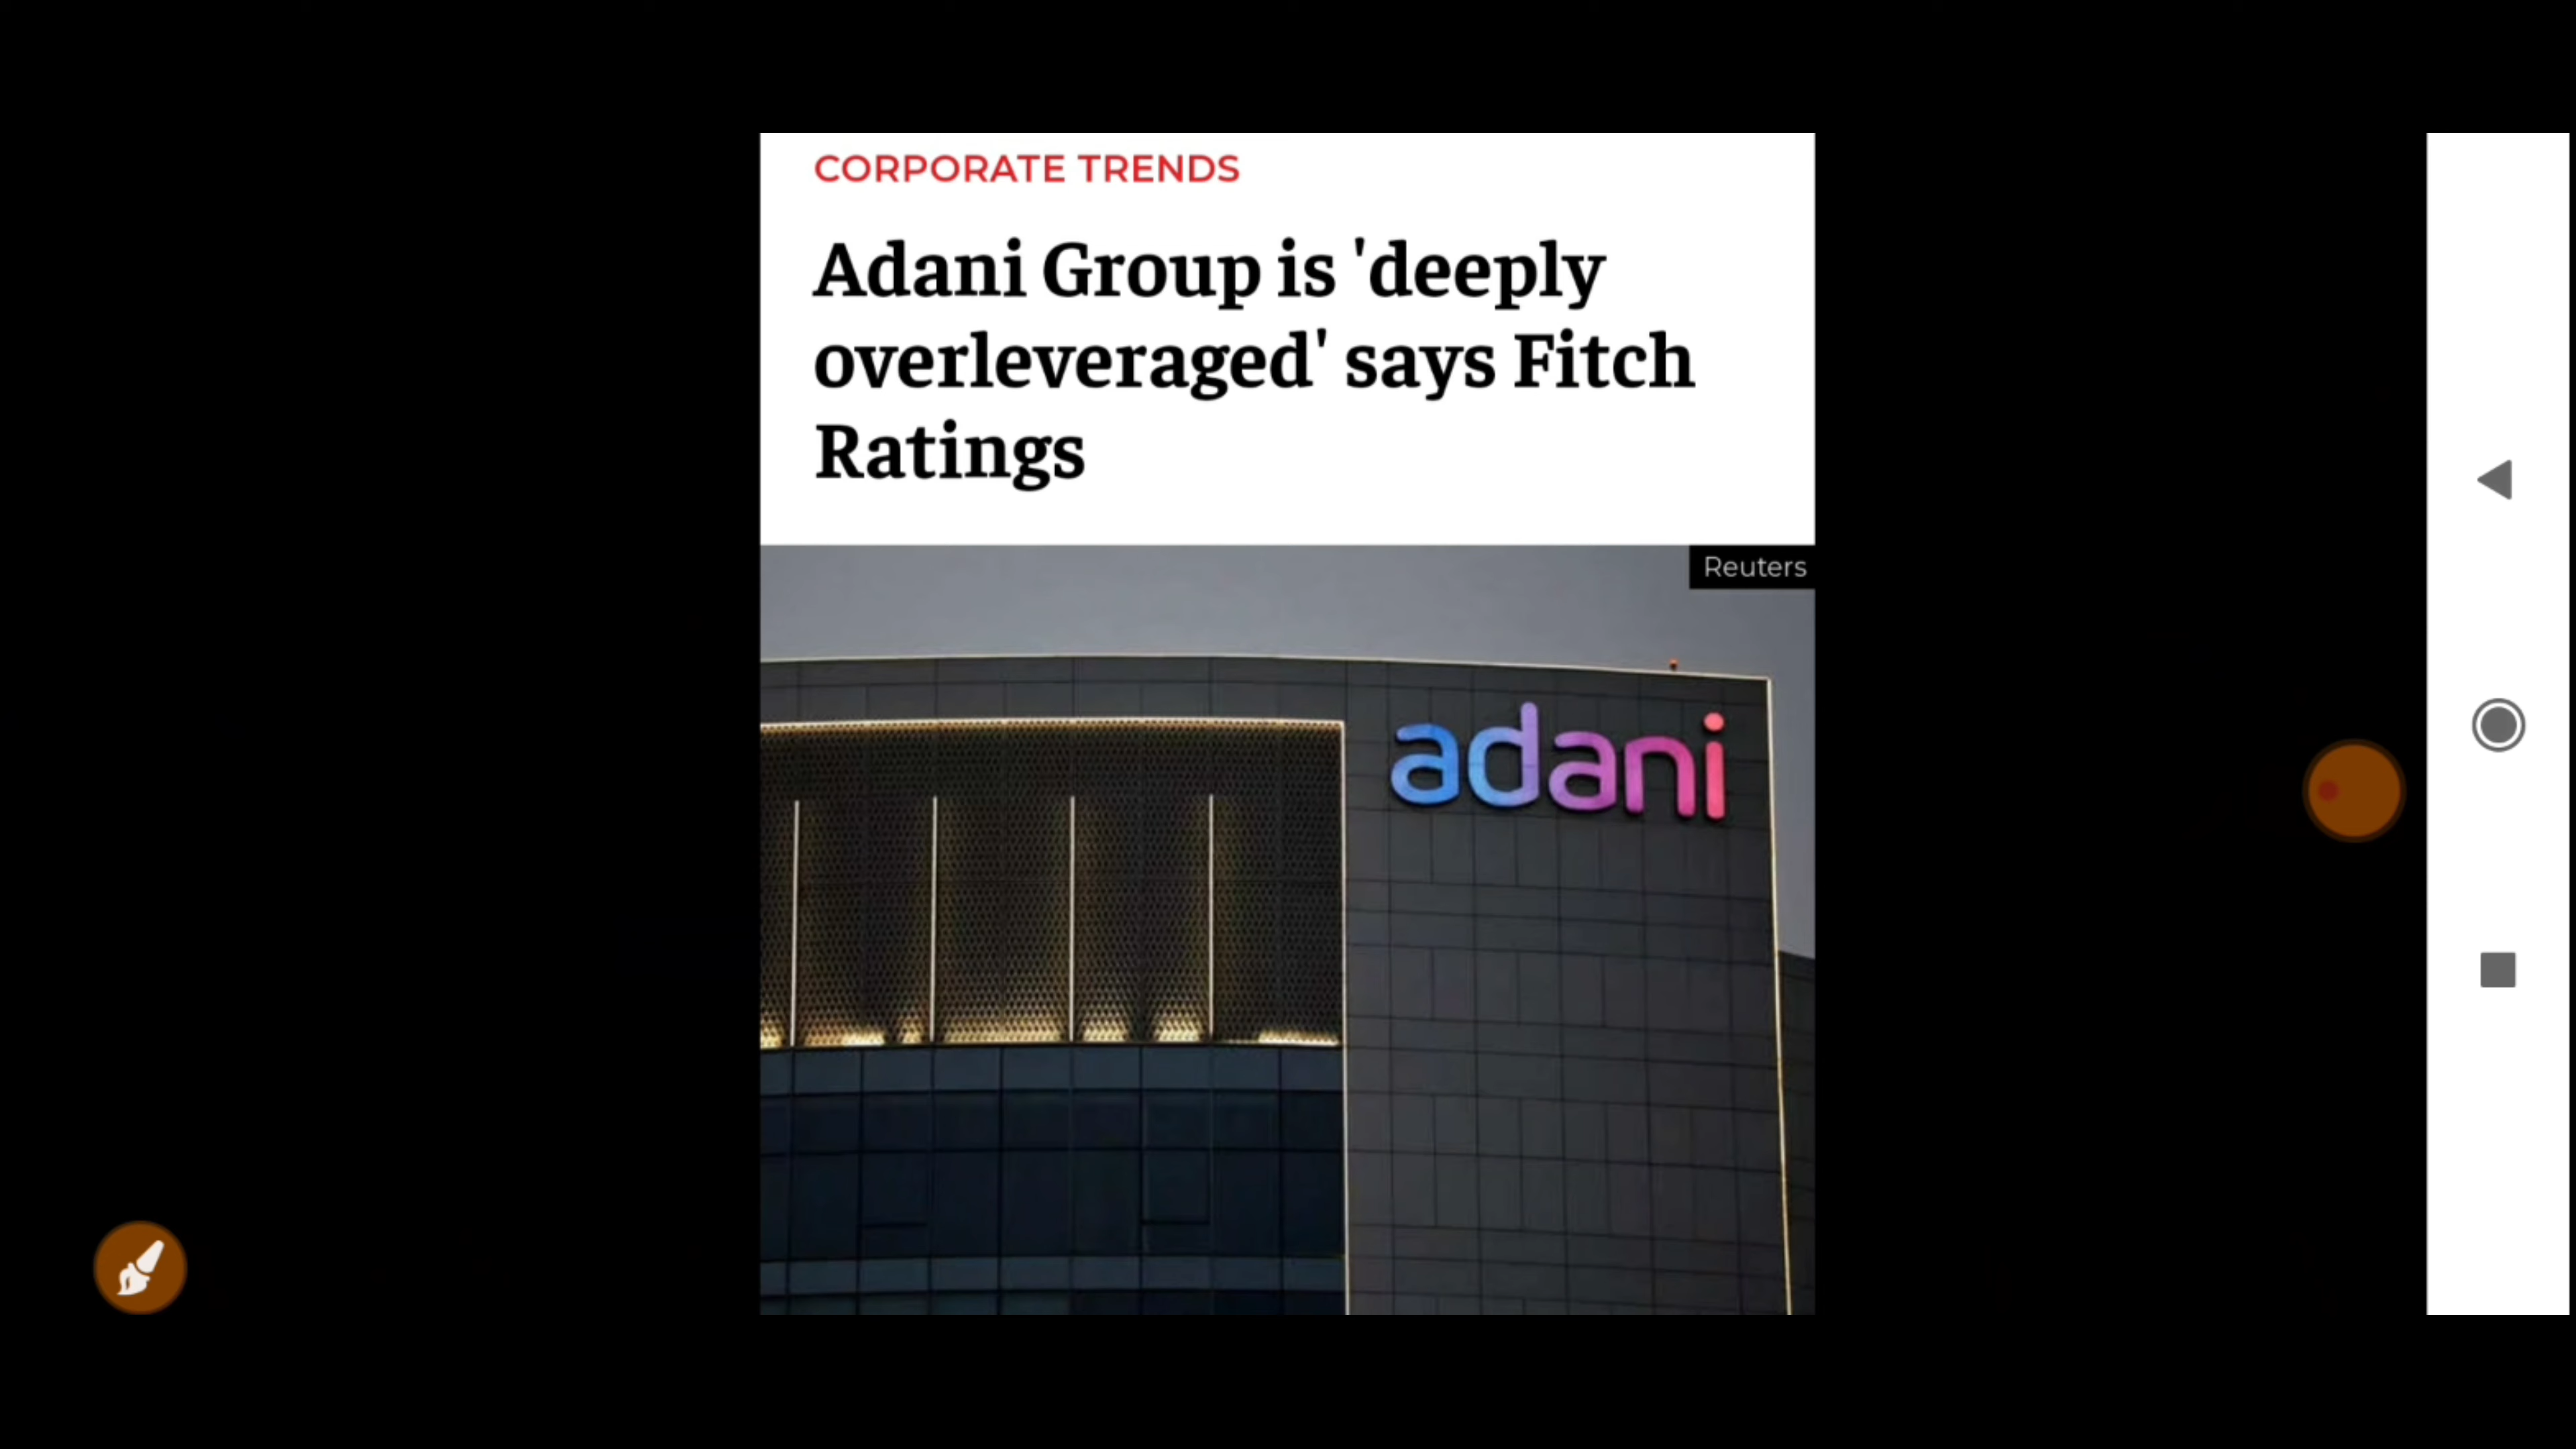 CORPORATE TRENDS
Adani Group is 'deeply
overleveraged' says Fitch
Ratings
Reuters
adani